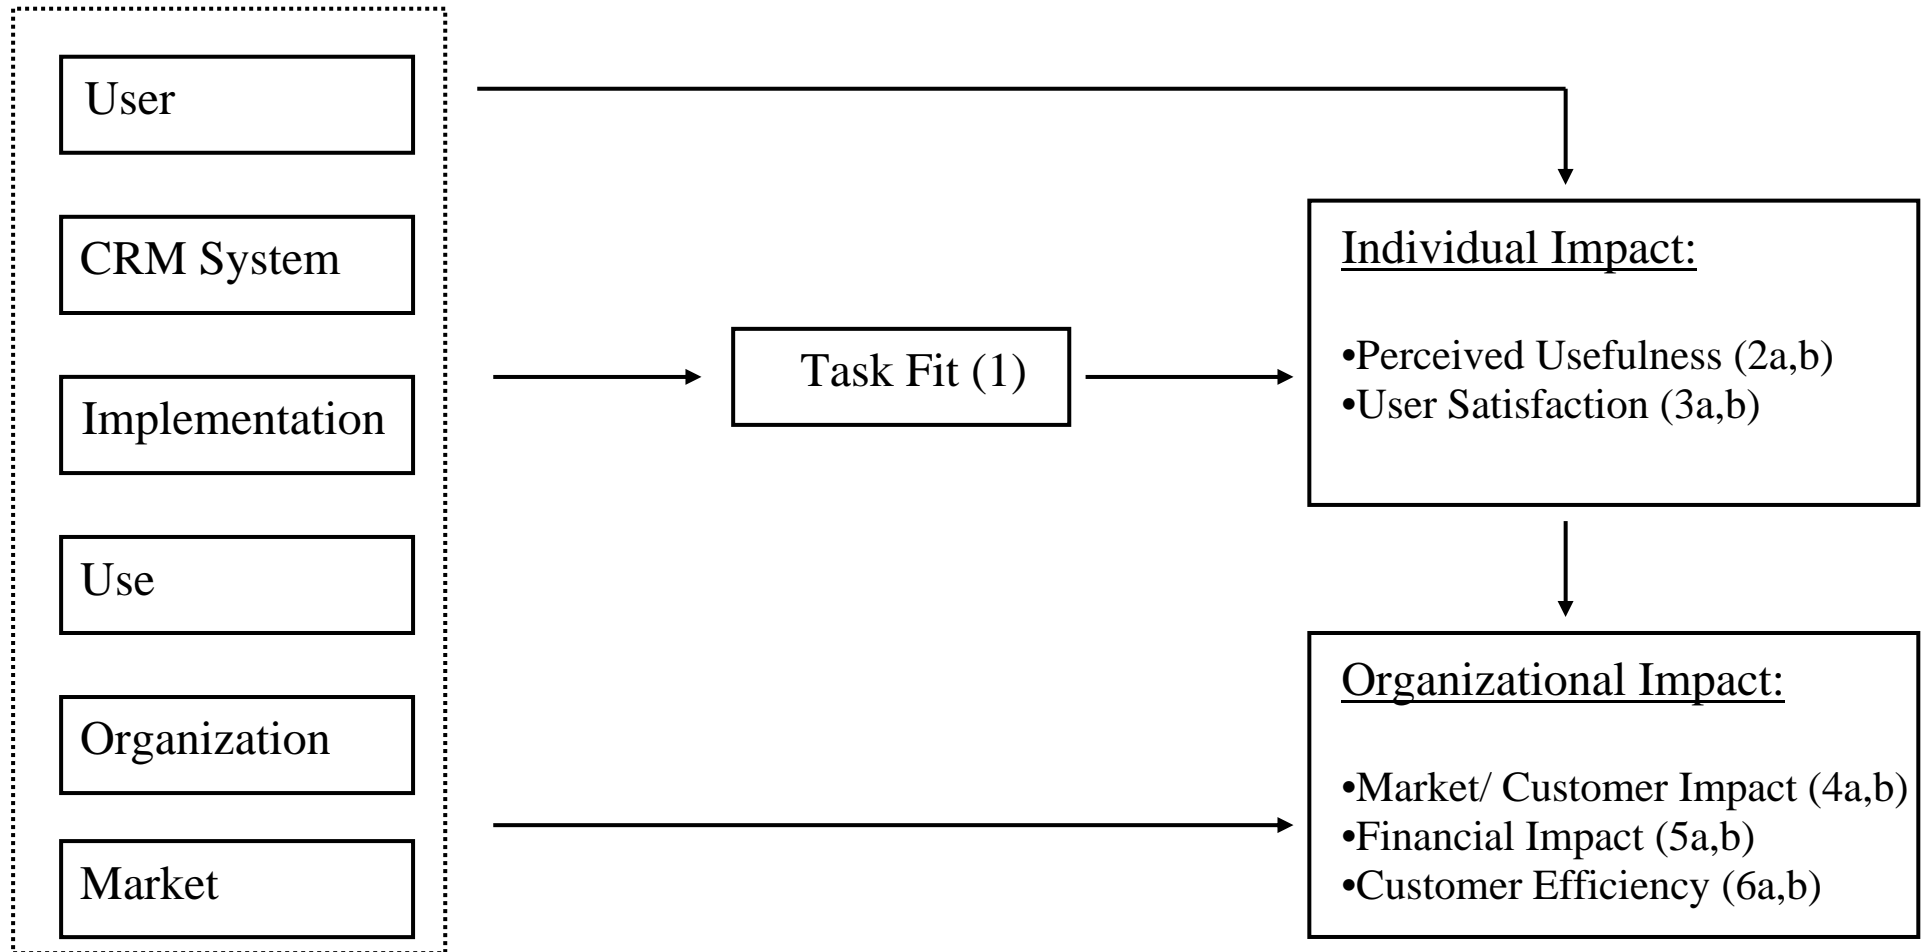 User
CRM System
Implementation
Use
Organization
Market
Task Fit (1)
Individual Impact:
•Perceived Usefulness (2a,b)
•User Satisfaction (3a,b)
Organizational Impact:
•Market/ Customer Impact (4a,b)
•Financial Impact (5a,b)
•Customer Efficiency (6a,b)